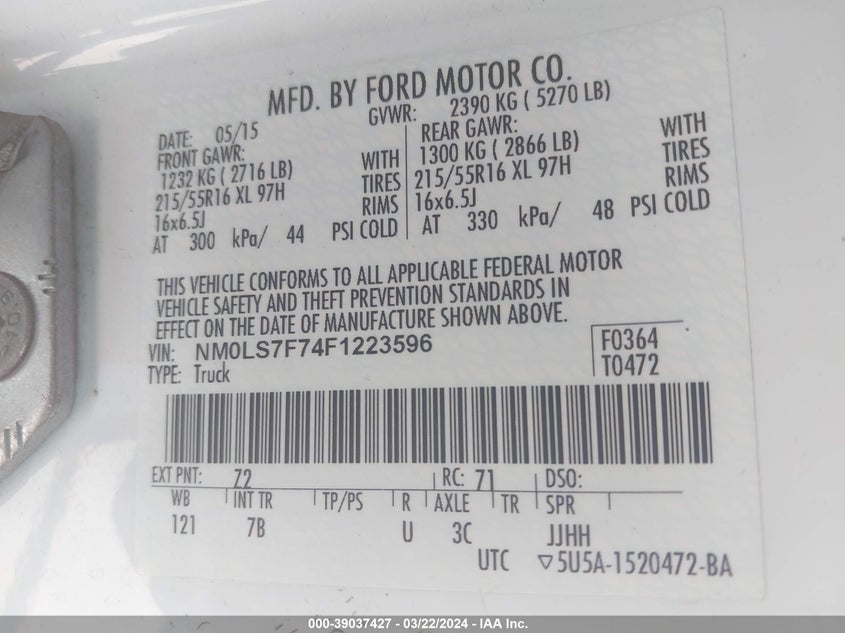 MFD. BY FORD MOTOR CO.
DATE: 05/15 GVWR: 2390 KG ( 5270 LB)
FRONT GAWR: REAR GAWR:
1232 KG ( 2716 LB) WITH 1300 KG ( 2866 LB) WITH
215/55R16 XL 97H TIRES 215/55R16 XL 97H TIRES
16x6.5J RIMS 16x6.5J RIMS
AT 300 kPa/ 44 PSI COLD AT 330 kPa/ 48 PSI COLD
THIS VEHICLE CONFORMS TO ALL APPLICABLE FEDERAL MOTOR
VEHICLE SAFETY AND THEFT PREVENTION STANDARDS IN
EFFECT ON THE DATE OF MANUFACTURE SHOWN ABOVE.
VIN: NM0LS7F74F1223596 F0364
TYPE: Truck T0472
EXT PNT: Z2 RC: 71 DSO:
WB INT TR TP/PS R AXLE TR SPR
121 7B U 3C JJHH
UTC ▽5U5A-1520472-BA
000-39037427 - 03/22/2024 - IAA Inc.